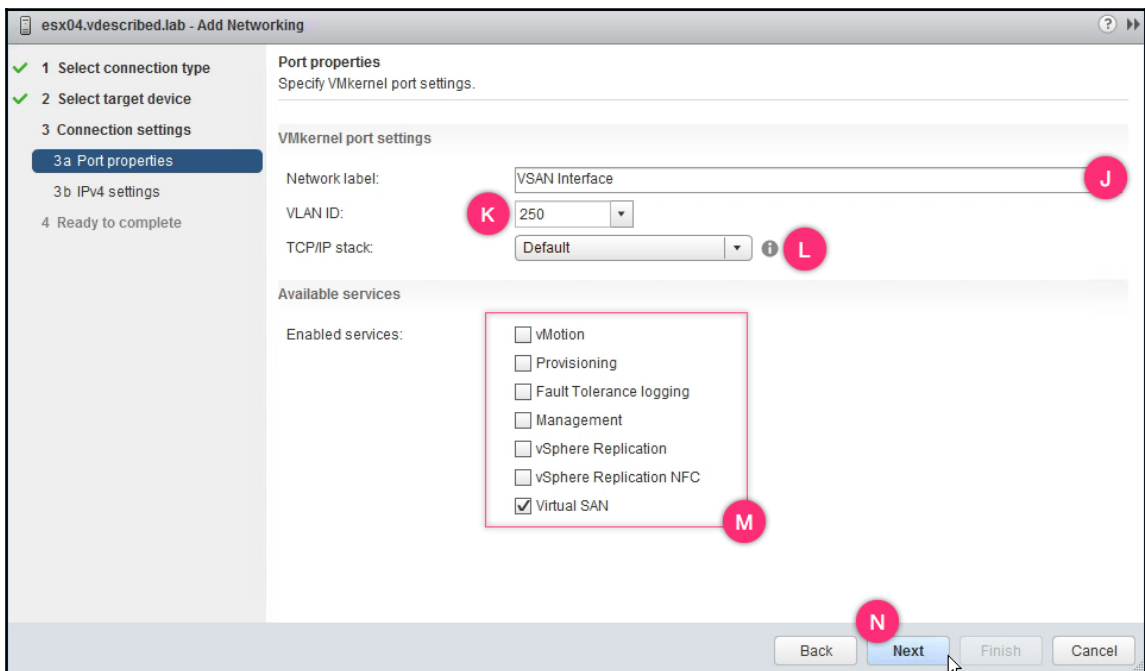 esx04.vdescribed.lab - Add Networking
?
1 Select connection type
2 Select target device
3 Connection settings
3a Port properties
3b IPv4 settings
4 Ready to complete
Port properties
Specify VMkernel port settings.
VMkernel port settings
Network label: VSAN Interface J
VLAN ID: K 250
TCP/IP stack: Default i L
Available services
Enabled services: vMotion
Provisioning
Fault Tolerance logging
Management
vSphere Replication
vSphere Replication NFC
Virtual SAN
M
N
Back Next Finish Cancel